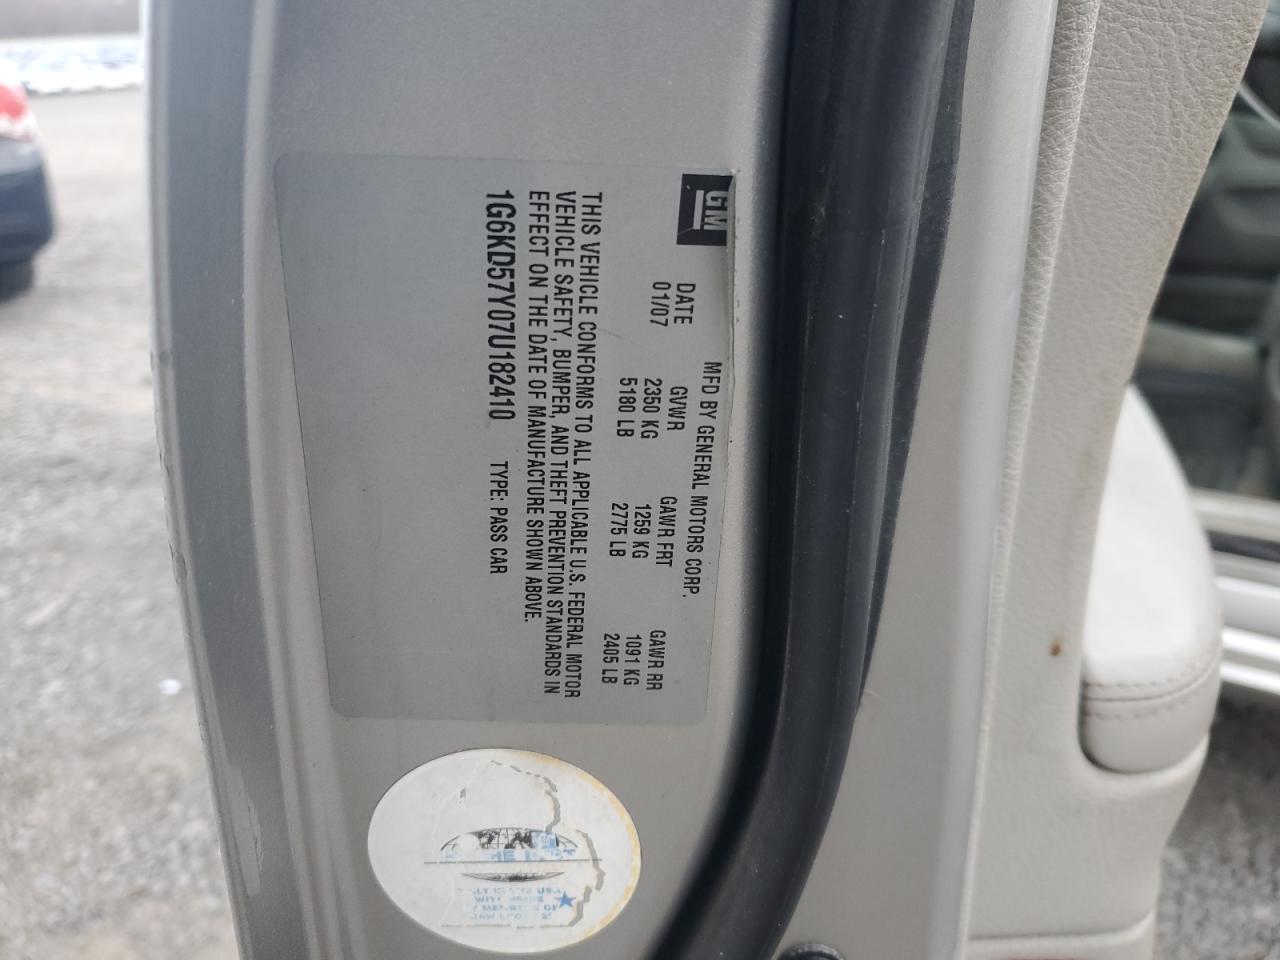 GM
MFD BY GENERAL MOTORS CORP.
DATE GVWR GAWR FRT GAWR RR
01/07 2350 KG 1259 KG 1091 KG
5180 LB 2775 LB 2405 LB
THIS VEHICLE CONFORMS TO ALL APPLICABLE U.S. FEDERAL MOTOR
VEHICLE SAFETY, BUMPER, AND THEFT PREVENTION STANDARDS IN
EFFECT ON THE DATE OF MANUFACTURE SHOWN ABOVE.
1G6KD57Y07U182410 TYPE: PASS CAR